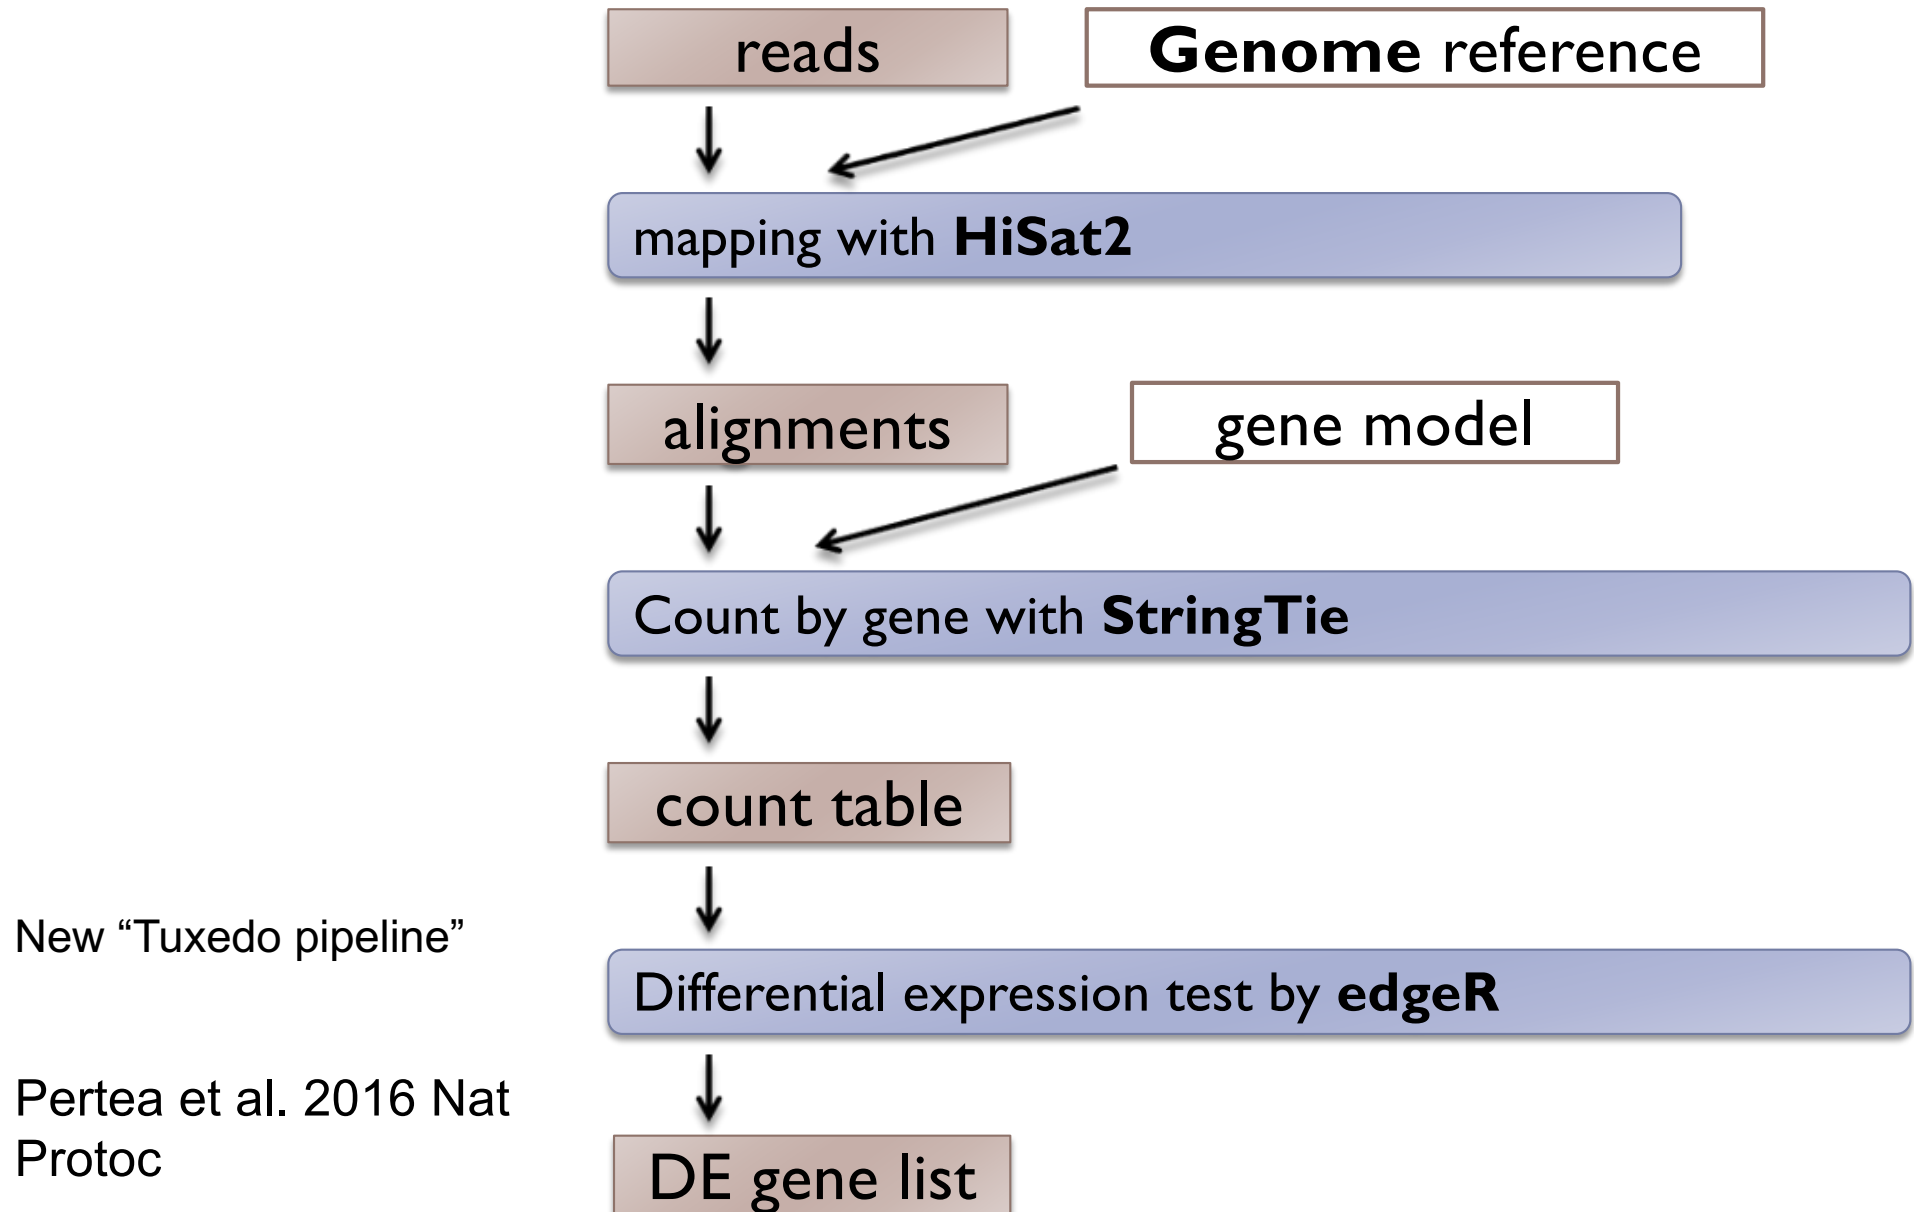 reads
Genome reference
mapping with HiSat2
alignments
gene model
Count by gene with StringTie
count table
New “Tuxedo pipeline”
Differential expression test by edgeR
Pertea et al. 2016 Nat
Protoc
DE gene list